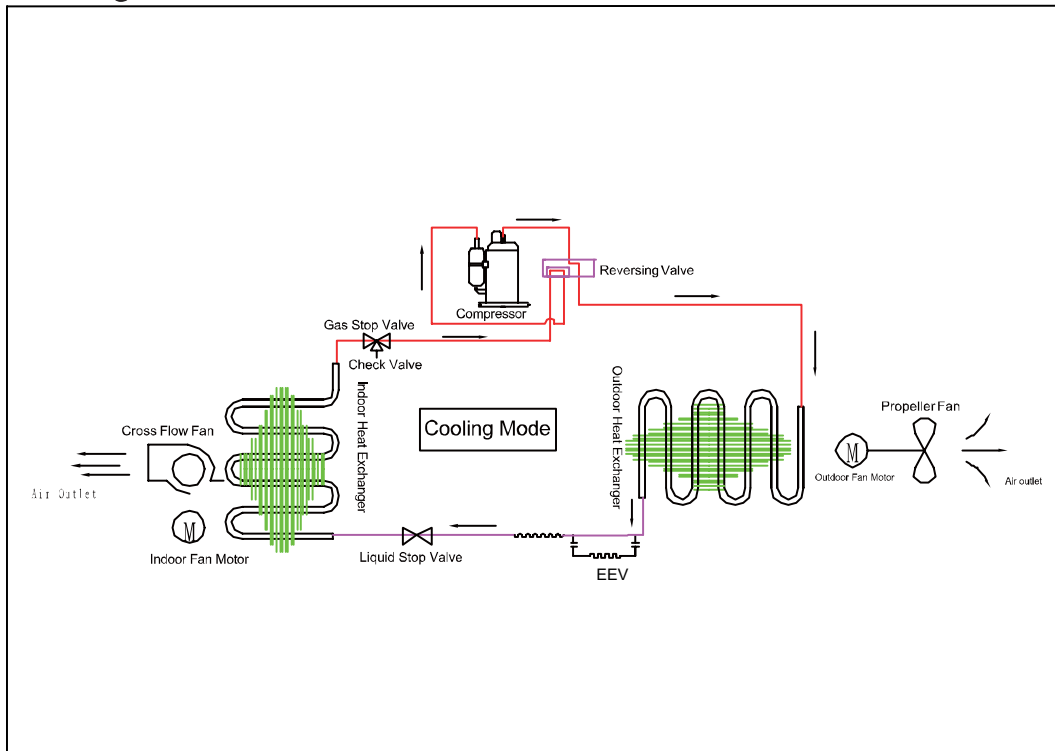 Reversing Valve
Compressor
Gas Stop Valve
Check Valve
Indoor Heat Exchanger
Outdoor Heat Exchanger
Cooling Mode
Propeller Fan
Cross Flow Fan
M
Outdoor Fan Motor
Air outlet
Air Outlet
M
Indoor Fan Motor
Liquid Stop Valve
EEV